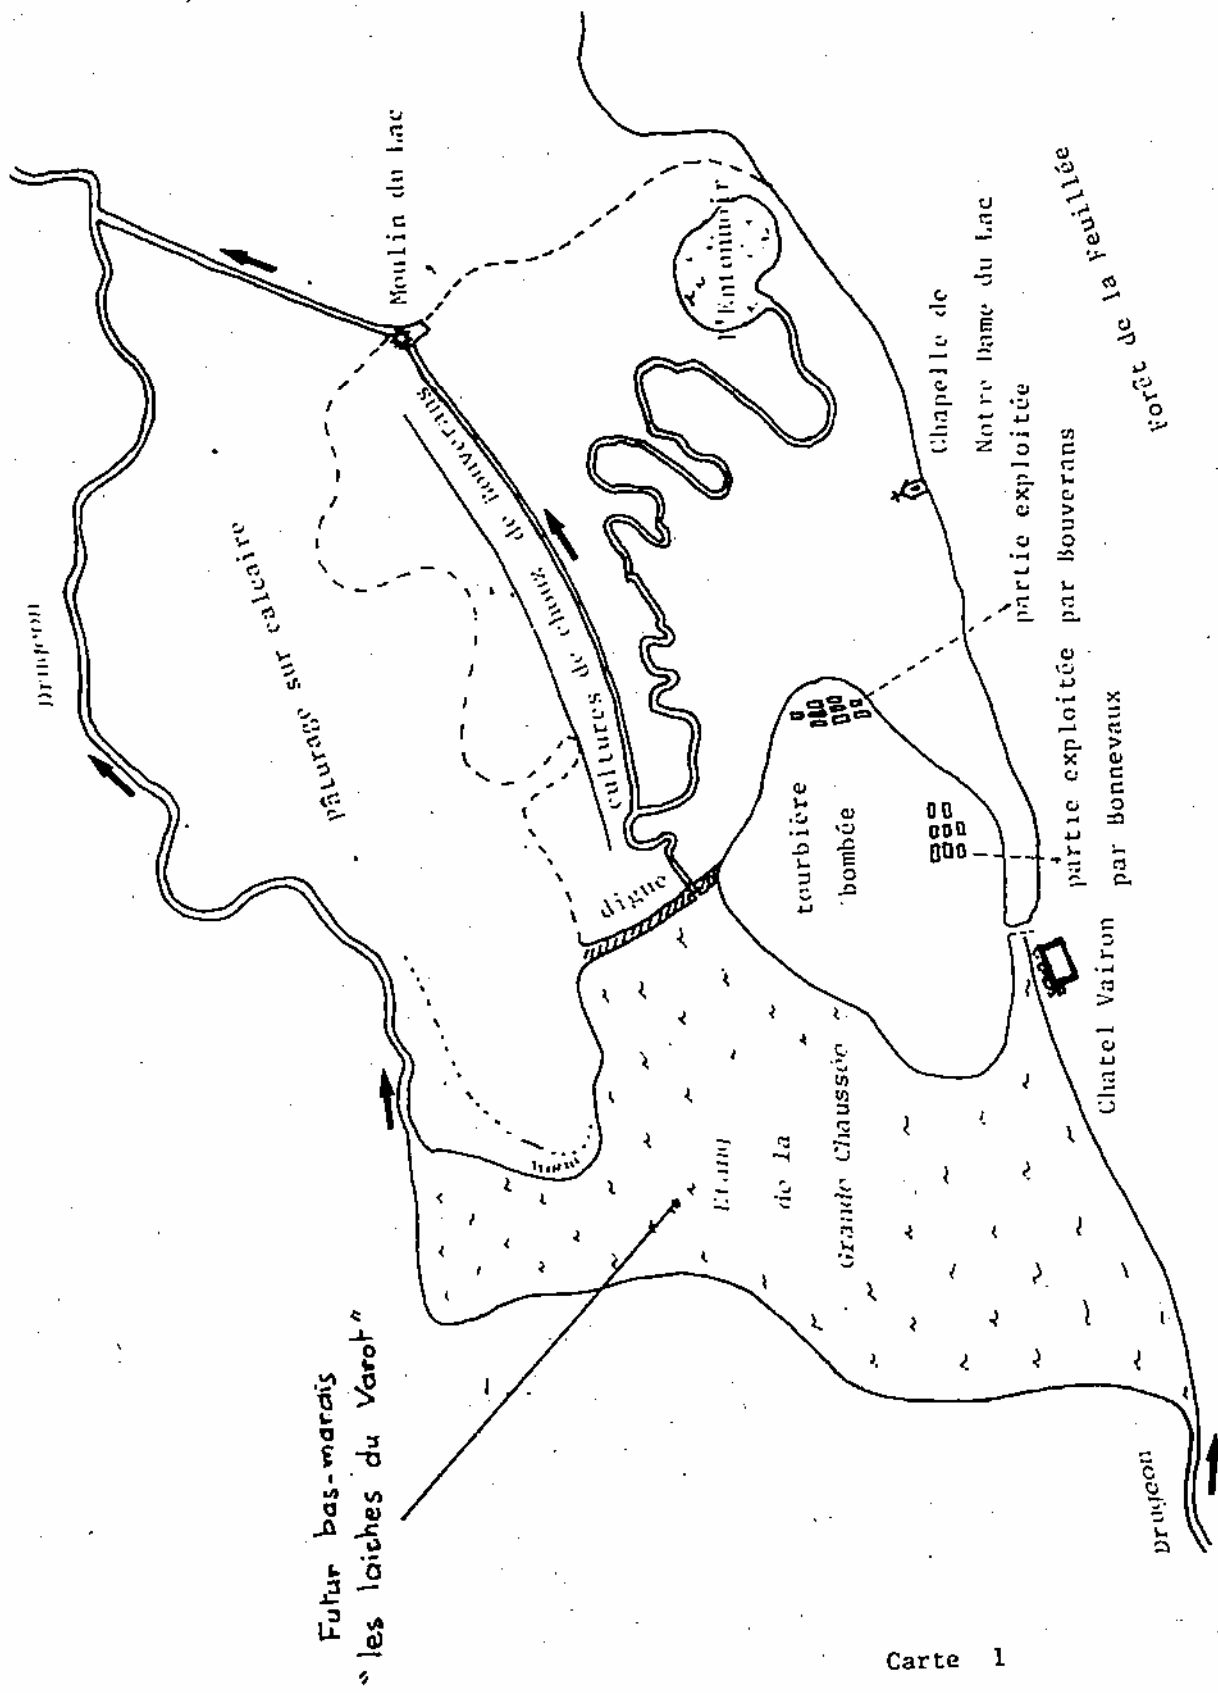 Drugeon
pâturage sur calcaire
Moulin du Lac
cultures de choux de Bouverans
l'Entonnoir
digue
tourbière
bombée
Chapelle de
Notre Dame du Lac
Forêt de la Feuillée
partie exploitée
par Bouverans
partie exploitée
par Bonnevaux
Chatel Vairon
Etang
de la
Grande Chaussée
Futur bas-marais
"les laiches du Varot"
Drugeon
Carte 1